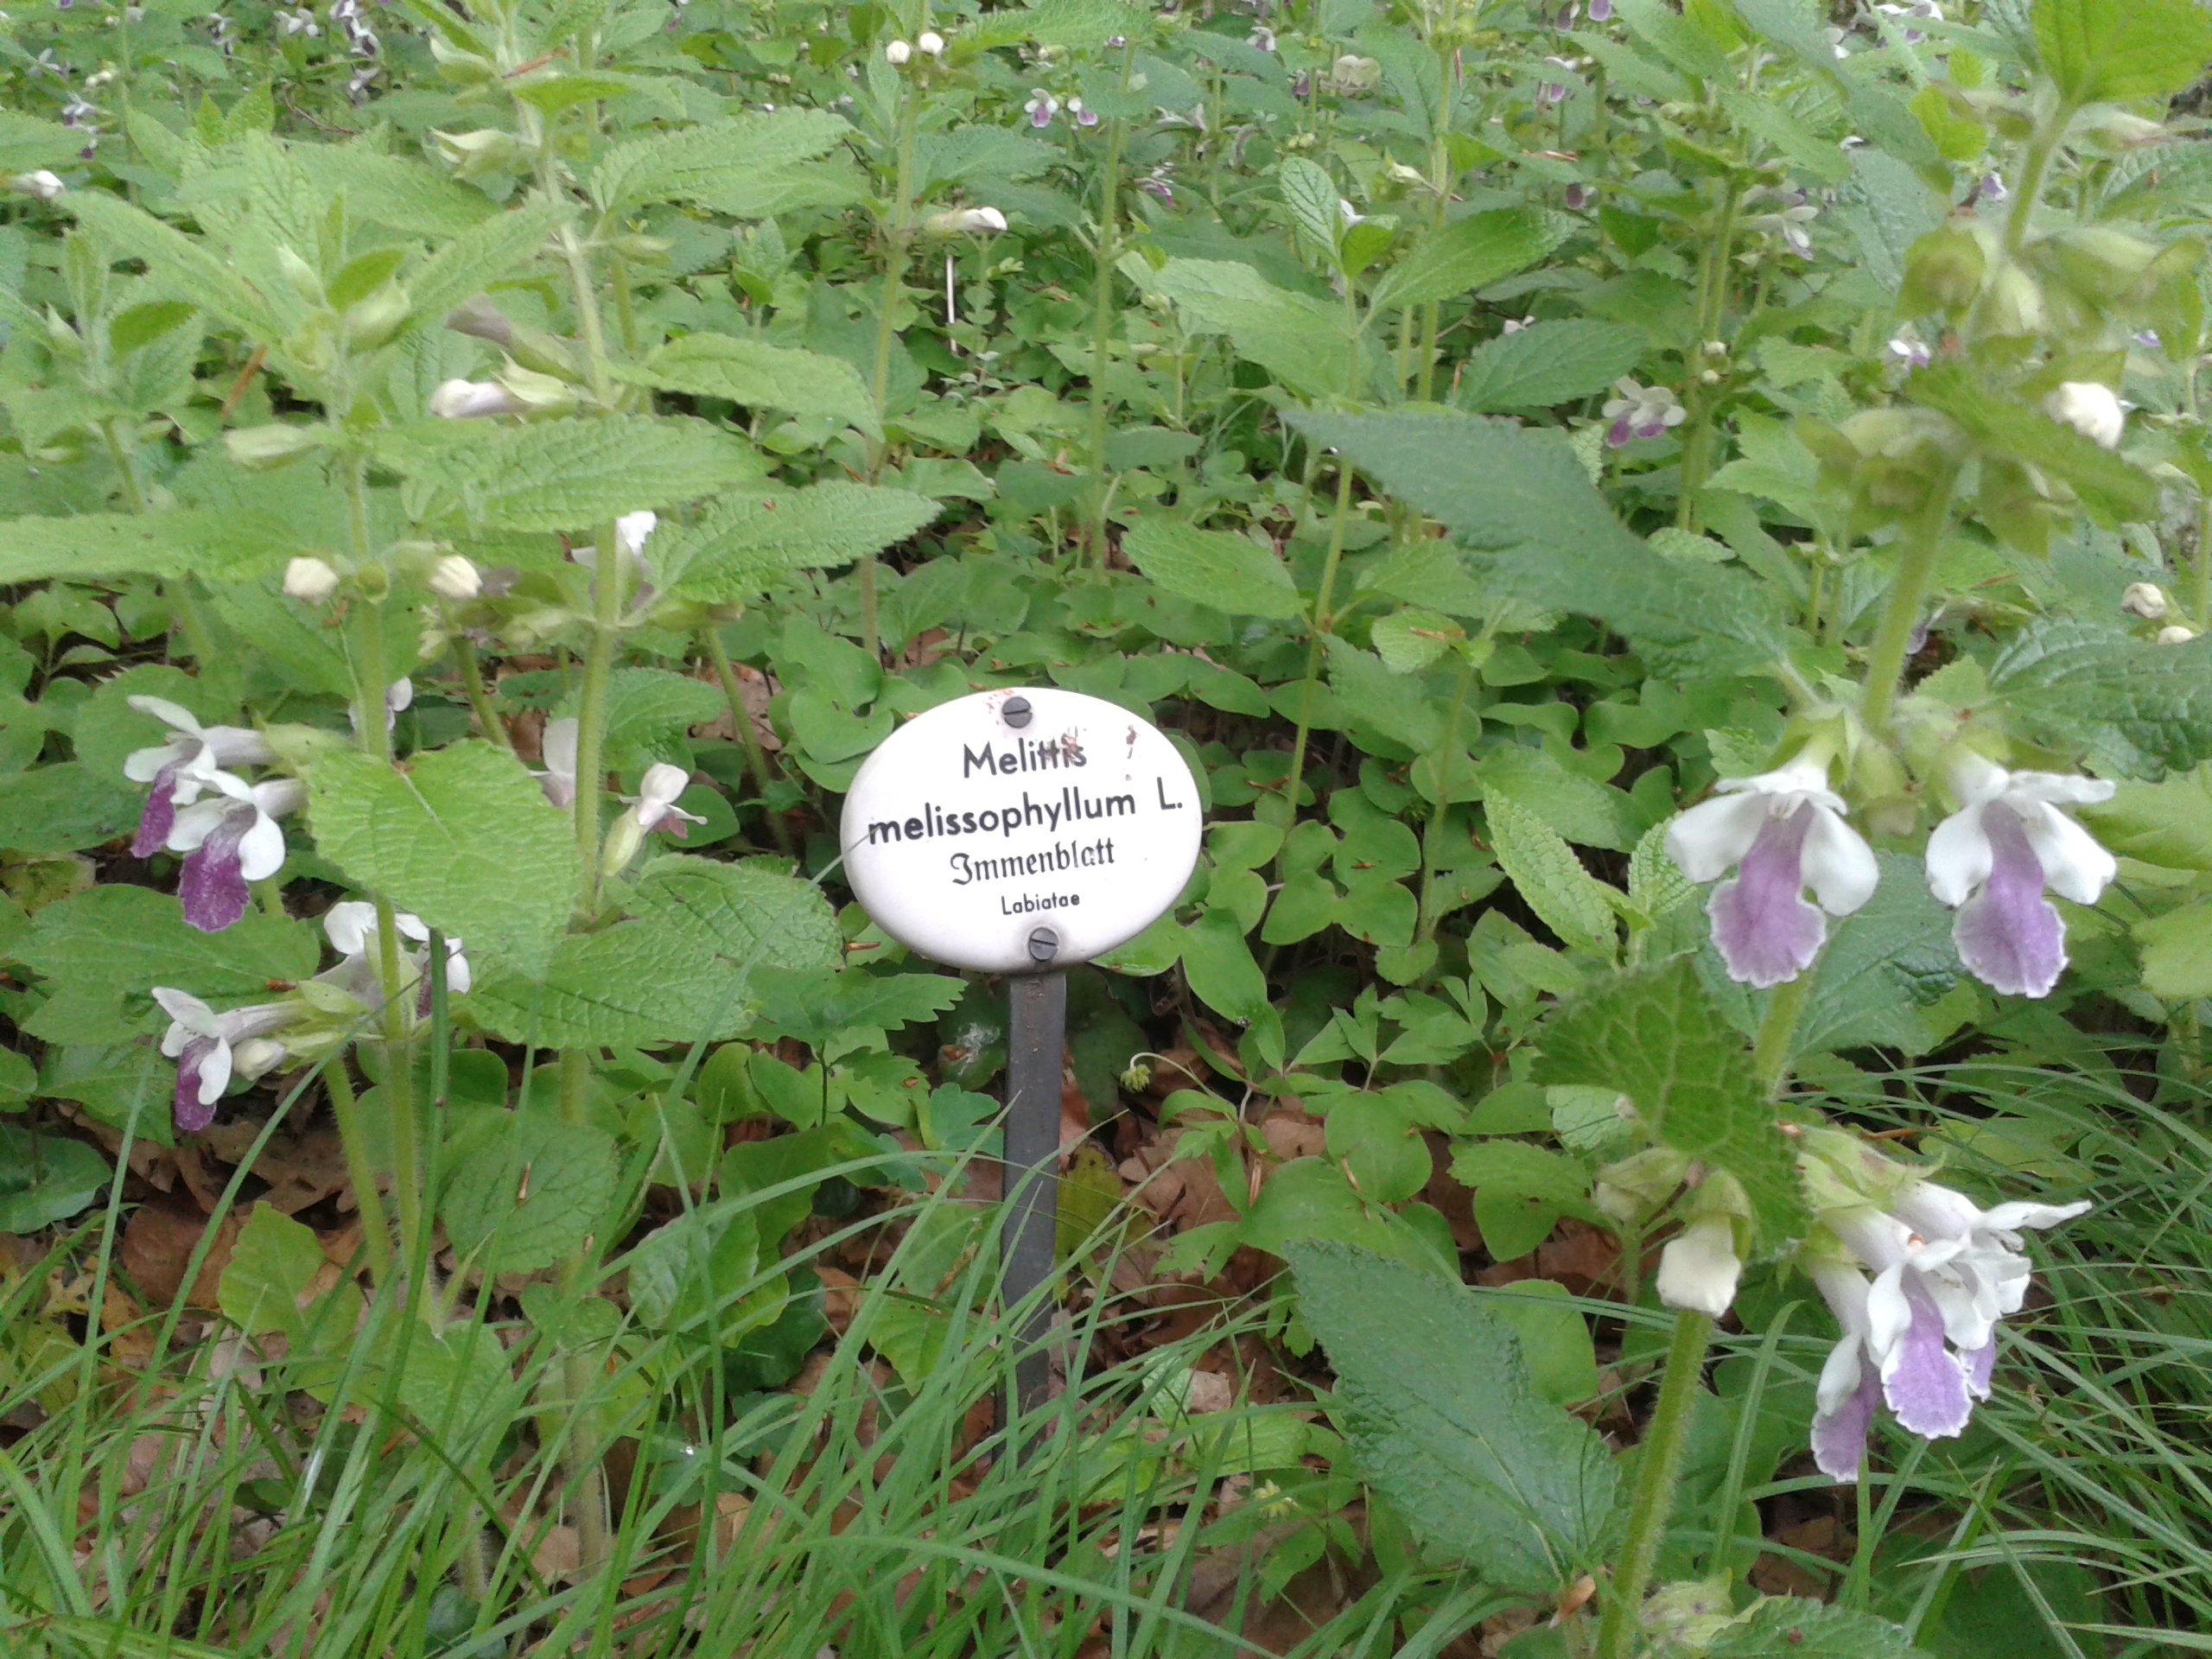 Melittis
melissophyllum L.
Immenblatt
Labiatae